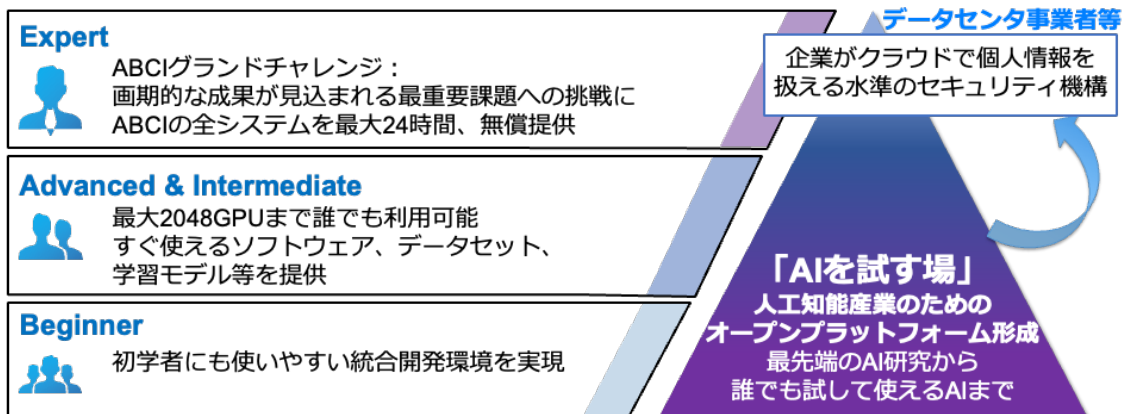 Expert
ABCIグランドチャレンジ：
画期的な成果が見込まれる最重要課題への挑戦に
ABCIの全システムを最大24時間、無償提供
Advanced & Intermediate
最大2048GPUまで誰でも利用可能
すぐ使えるソフトウェア、データセット、
学習モデル等を提供
Beginner
初学者にも使いやすい統合開発環境を実現
データセンタ事業者等
企業がクラウドで個人情報を
扱える水準のセキュリティ機構
「AIを試す場」
人工知能産業のための
オープンプラットフォーム形成
最先端のAI研究から
誰でも試して使えるAIまで